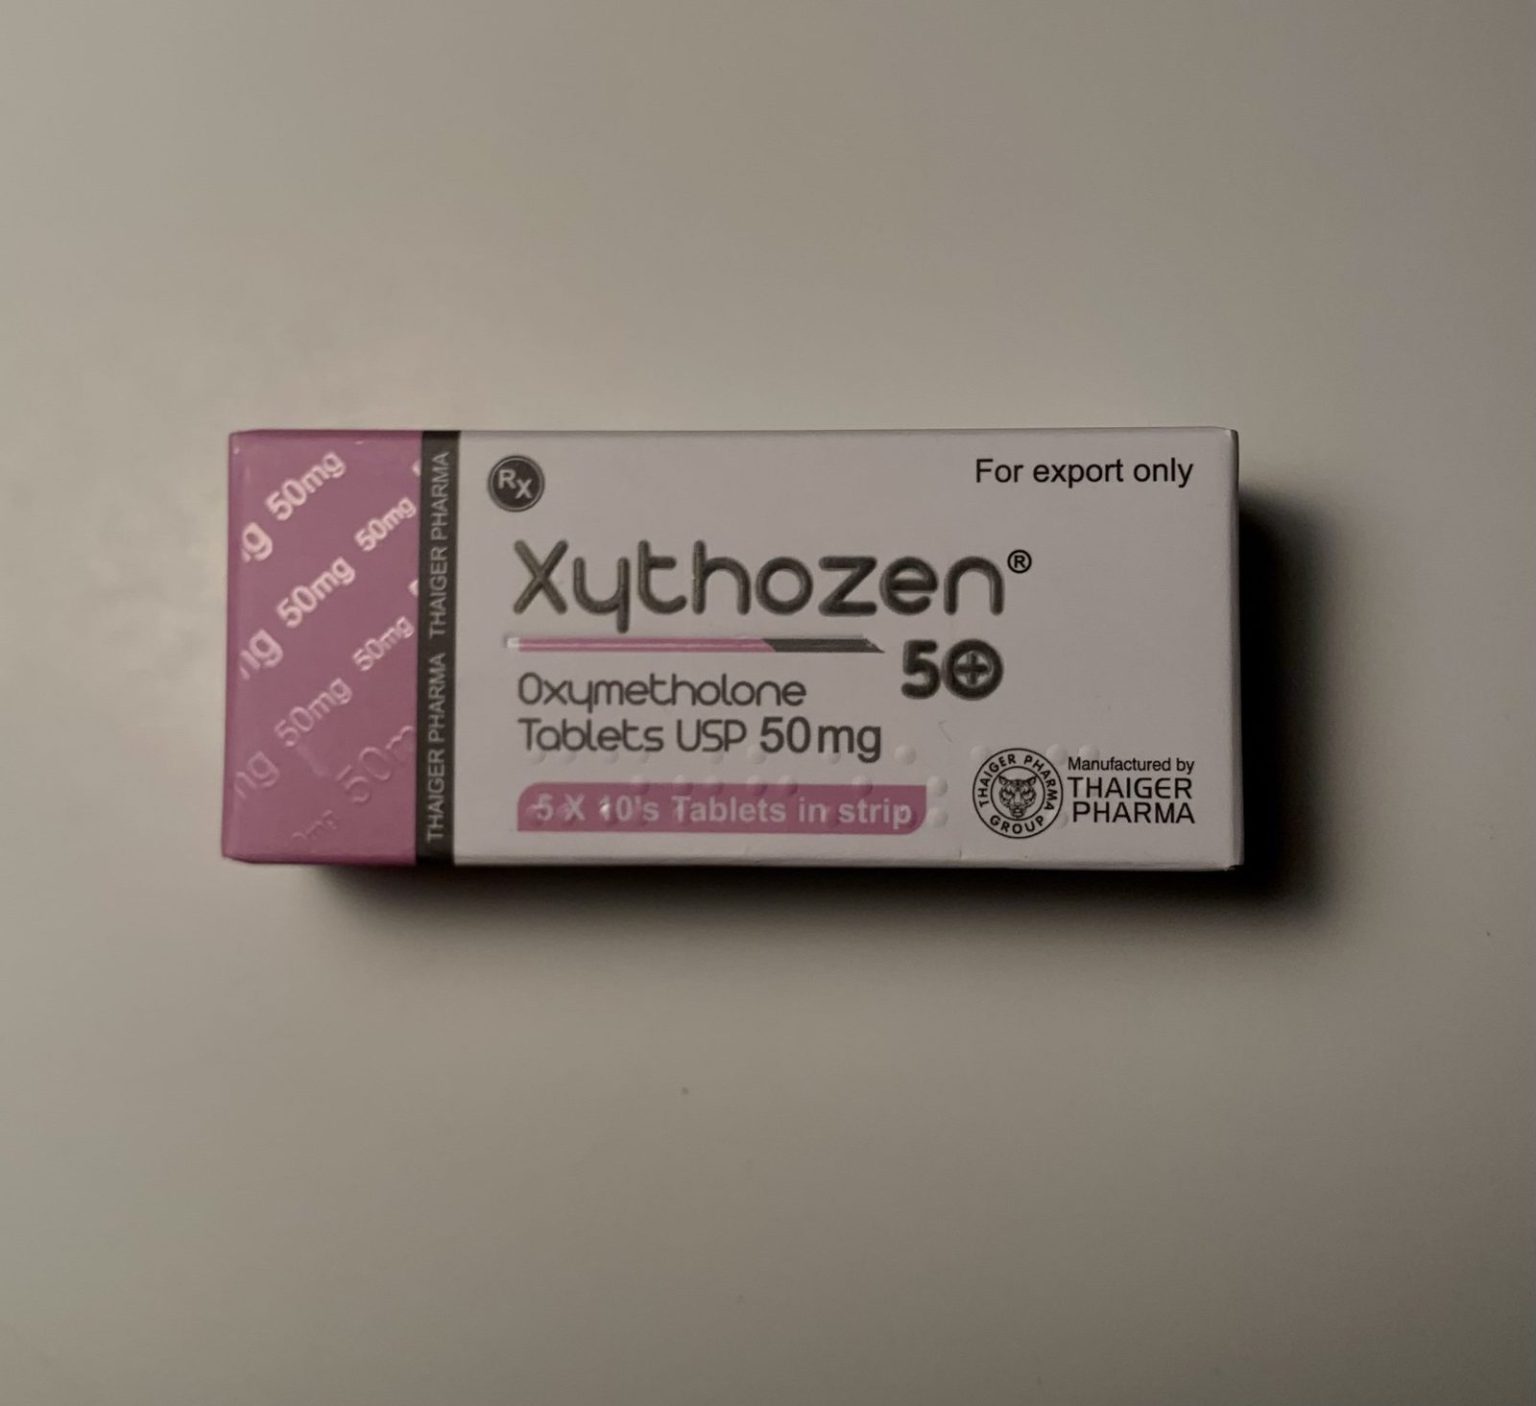 50mg
50mg
50mg
50mg
50mg
50mg
THAIGER PHARMA THAIGER PHARMA
Rx
For export only
Xythozen®
50
Oxymetholone
Tablets USP 50mg
5 X 10's Tablets in strip
THAIGER PHARMA
GROUP
Manufactured by
THAIGER
PHARMA